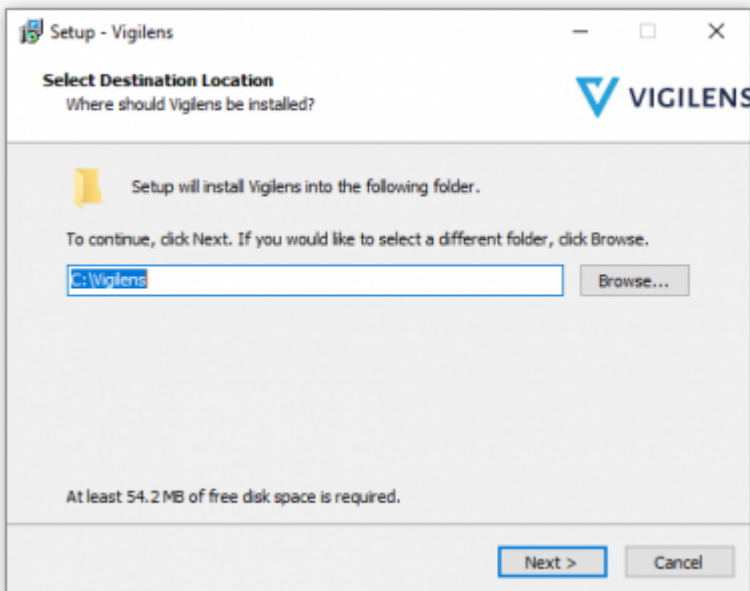 Setup - Vigilens
Select Destination Location
Where should Vigilens be installed?
VIGILENS
Setup will install Vigilens into the following folder.
To continue, click Next. If you would like to select a different folder, click Browse.
C:\Vigilens
Browse...
At least 54.2 MB of free disk space is required.
Next >
Cancel